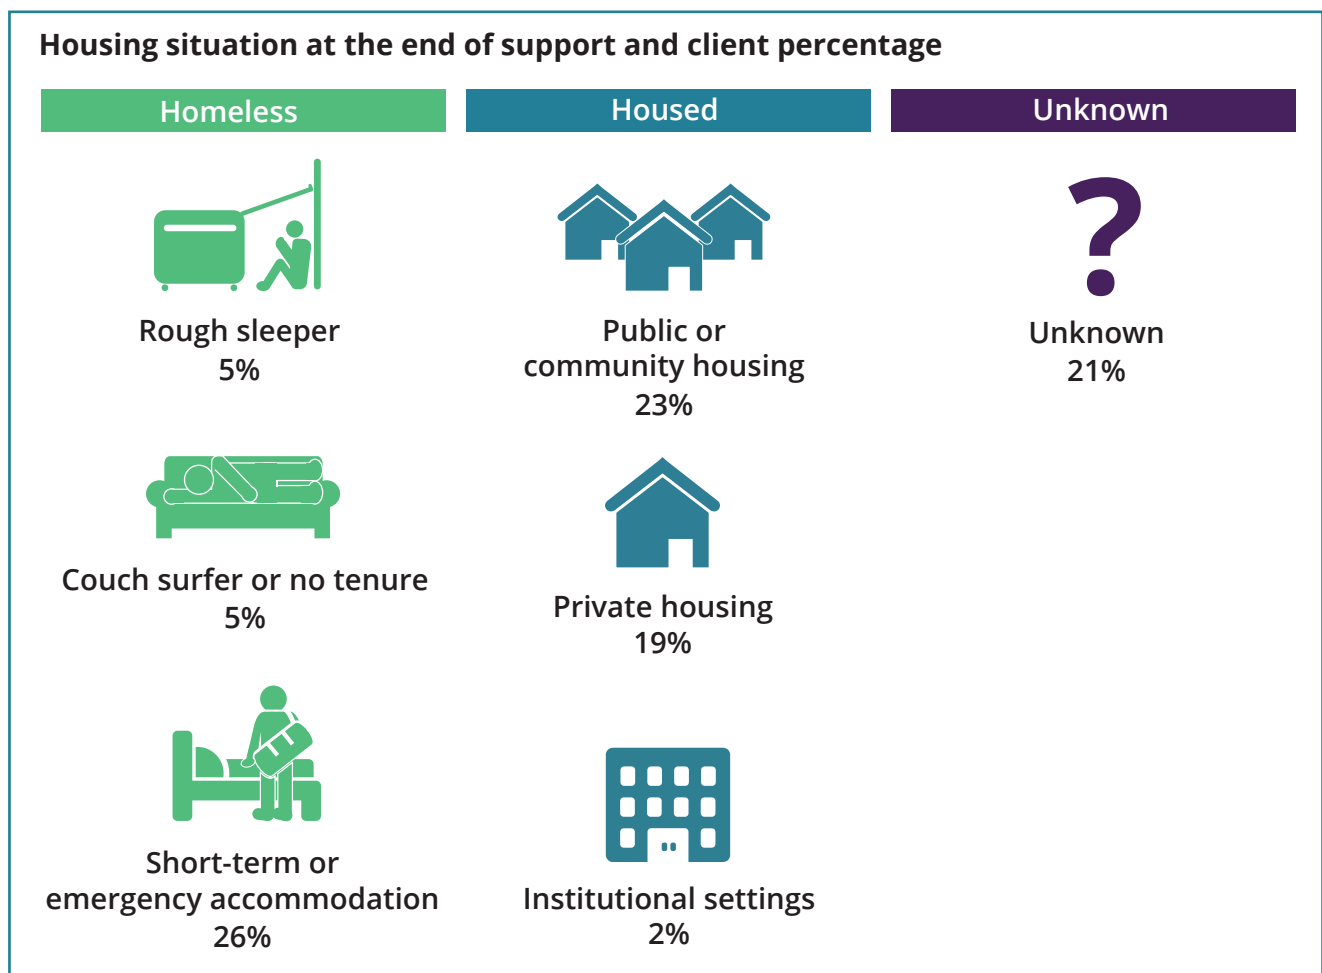 Housing situation at the end of support and client percentage
Homeless
Housed
Unknown
Rough sleeper
5%
Public or
community housing
23%
?
Unknown
21%
Couch surfer or no tenure
5%
Private housing
19%
Short-term or
emergency accommodation
26%
Institutional settings
2%